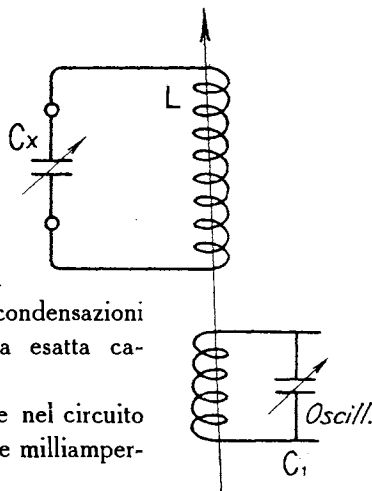 L
Cx
condensazioni
a esatta ca-
e nel circuito
Oscill.
e milliamper-
C1